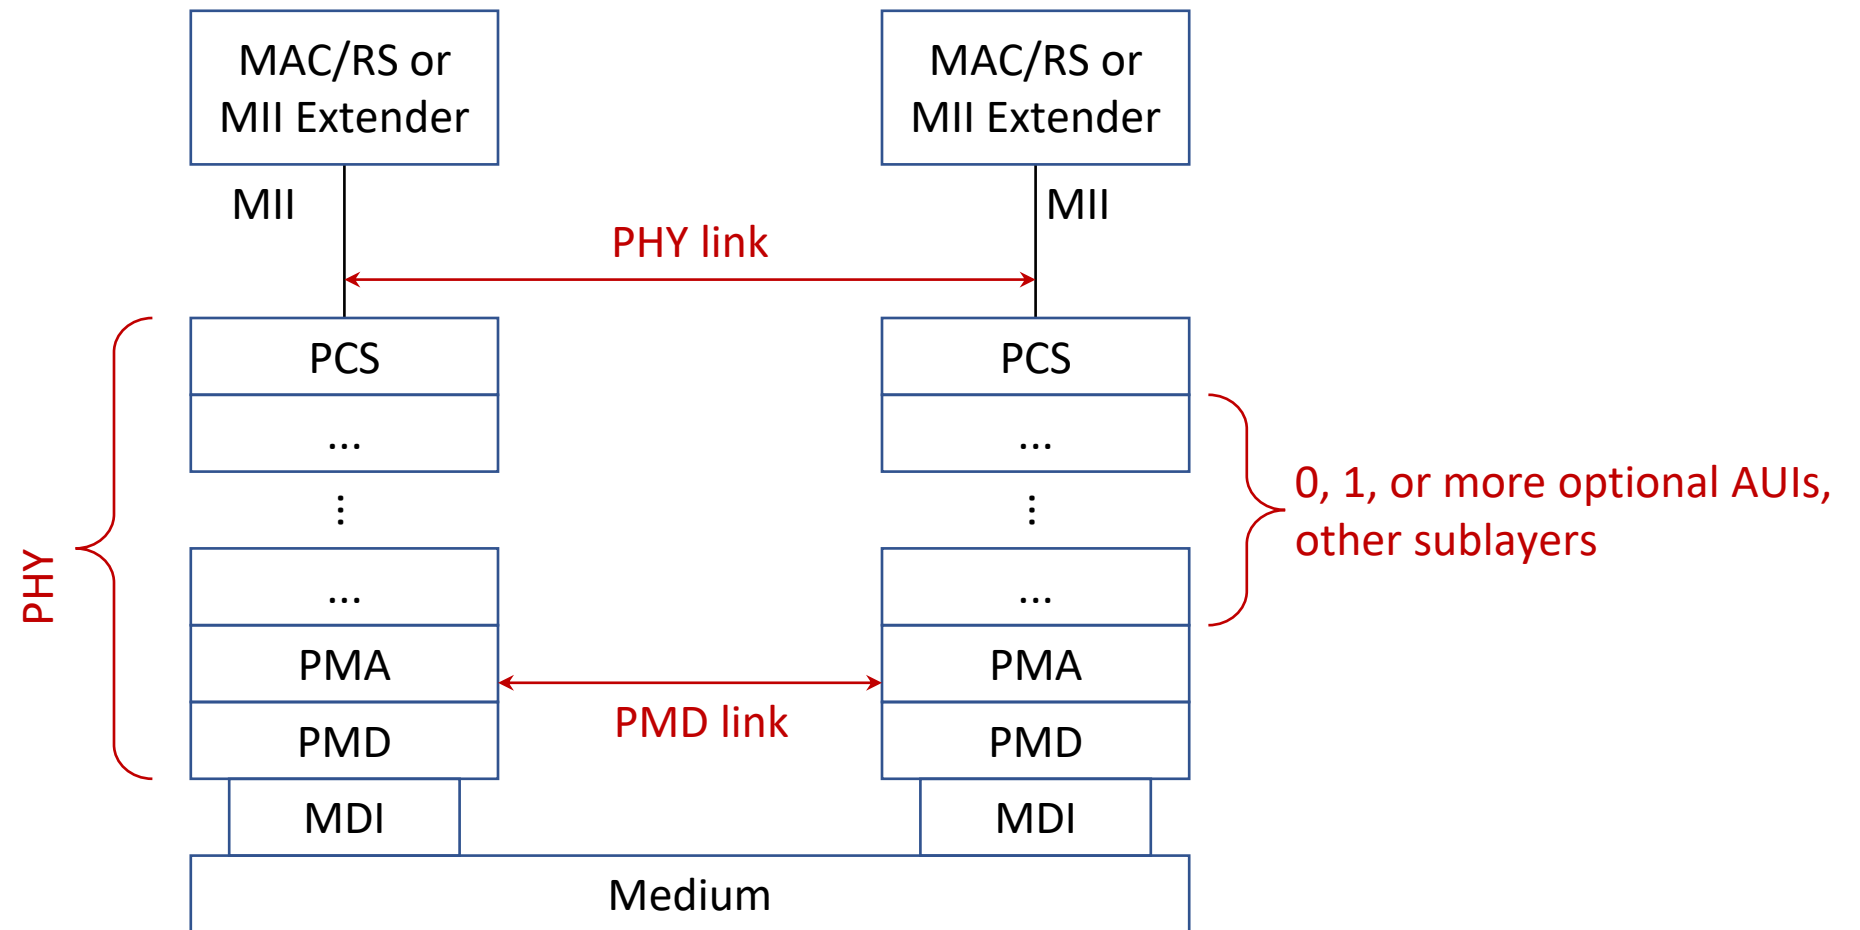 MAC/RS or
MII Extender
MAC/RS or
MII Extender
MII
MII
PHY link
PCS
PCS
...
...
0, 1, or more optional AUIs,
other sublayers
...
...
PHY
...
...
PMA
PMA
PMD link
PMD
PMD
MDI
MDI
Medium